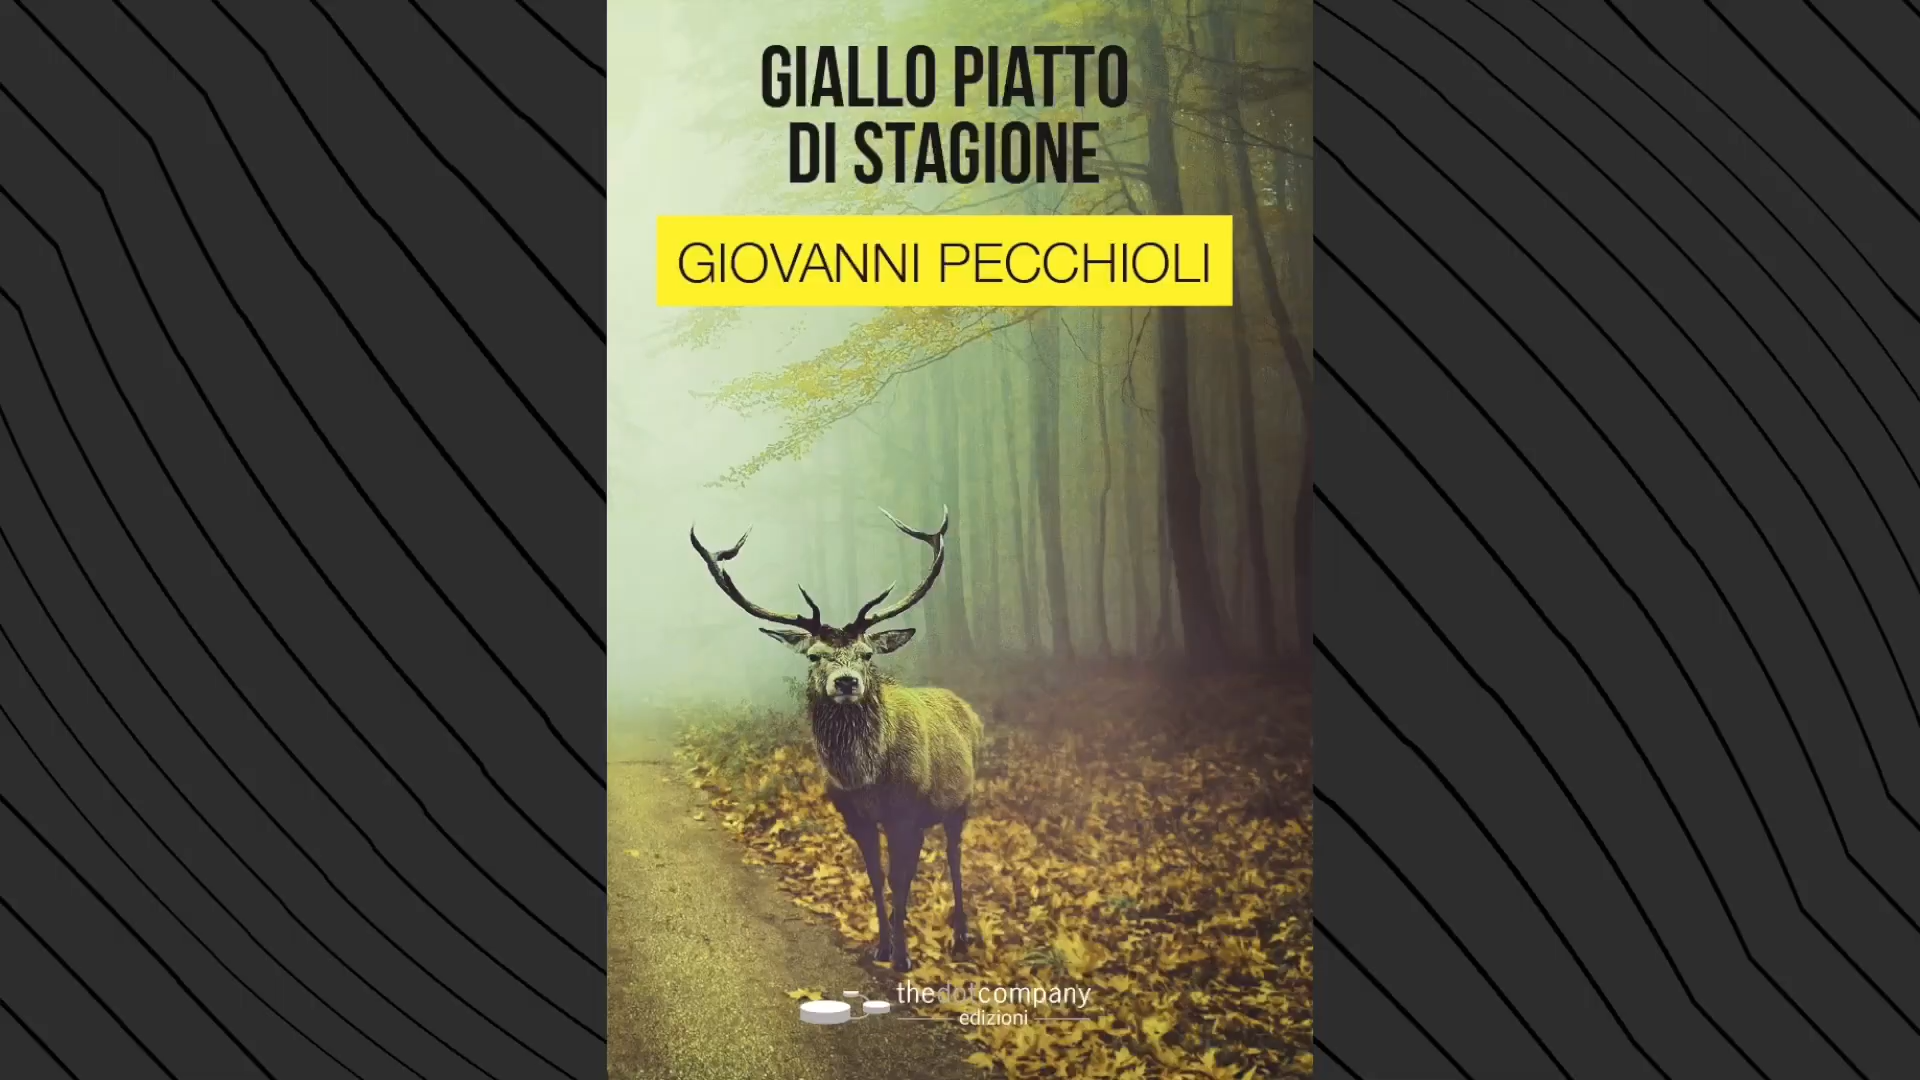 GIALLO PIATTO
DI STAGIONE
GIOVANNI PECCHIOLI
thedotcompany
edizioni